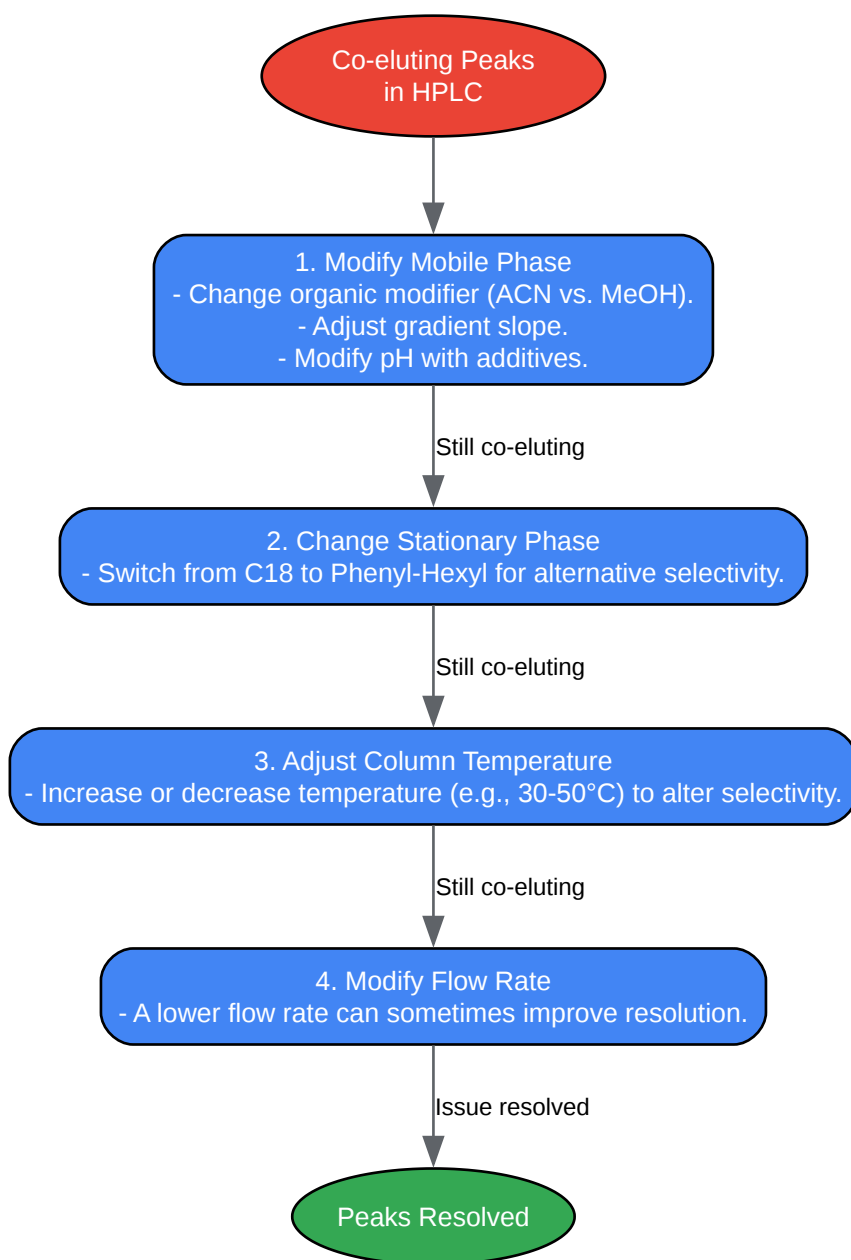 Co-eluting Peaks
in HPLC
1. Modify Mobile Phase
- Change organic modifier (ACN vs. MeOH).
- Adjust gradient slope.
- Modify pH with additives.
Still co-eluting
2. Change Stationary Phase
- Switch from C18 to Phenyl-Hexyl for alternative selectivity.
Still co-eluting
3. Adjust Column Temperature
- Increase or decrease temperature (e.g., 30-50°C) to alter selectivity.
Still co-eluting
4. Modify Flow Rate
- A lower flow rate can sometimes improve resolution.
Issue resolved
Peaks Resolved